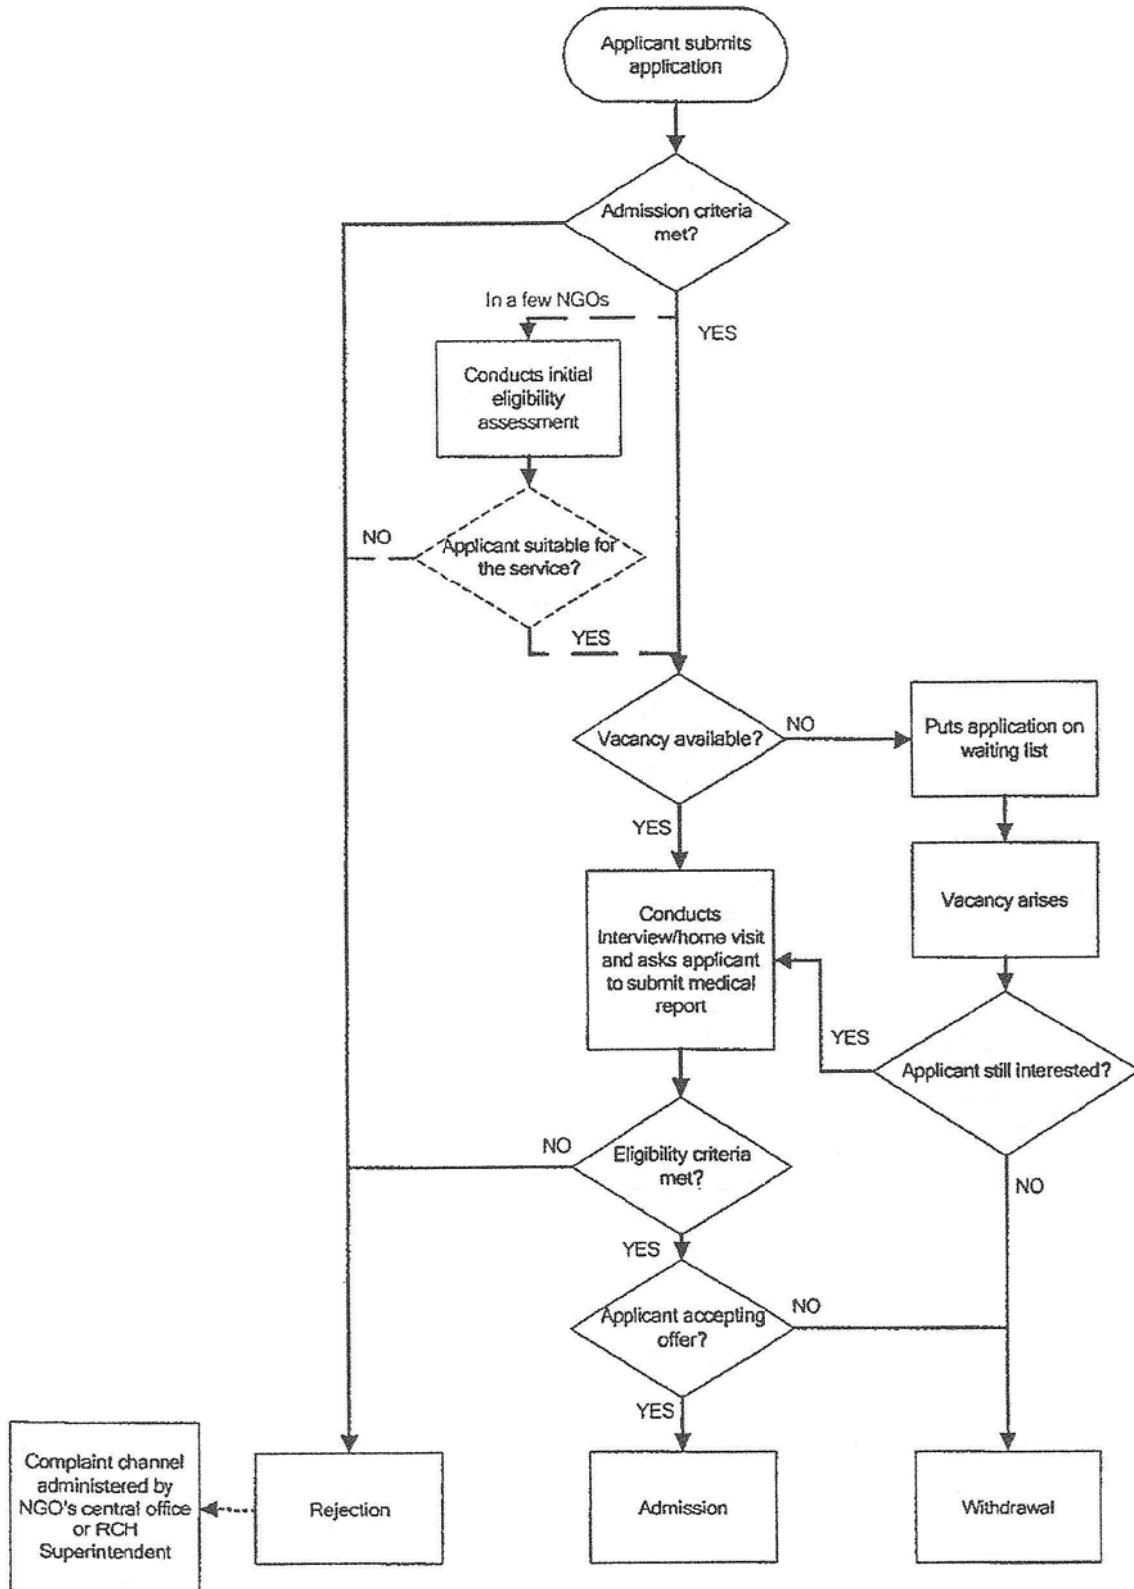 Applicant submits
application
Admission criteria
met?
In a few NGOs
YES
Conducts initial
eligibility
assessment
NO
Applicant suitable for
the service?
YES
Vacancy available?
NO
Puts application on
waiting list
YES
Vacancy arises
Conducts
Interview/home visit
and asks applicant
to submit medical
report
YES
Applicant still interested?
NO
Eligibility criteria
met?
NO
YES
Applicant accepting
offer?
NO
YES
Complaint channel
administered by
NGO's central office
or RCH
Superintendent
Rejection
Admission
Withdrawal